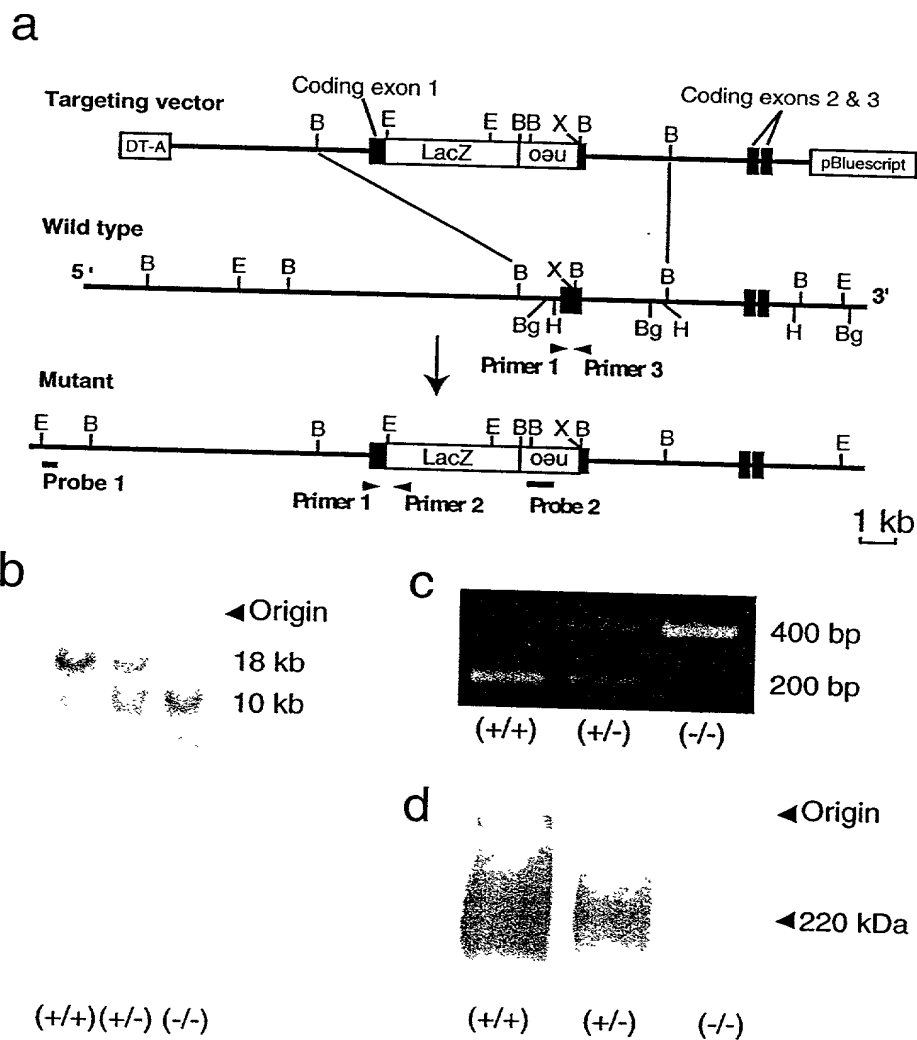 a
Coding exon 1
Coding exons 2 & 3
Targeting vector
B E E BB X B B
DT-A LacZ neo pBluescript
Wild type
5' B E B B X B B B E 3'
Bg H Bg H H Bg
Primer 1 Primer 3
Mutant
E B B E E BB X B B E
LacZ neo
Probe 1 Primer 1 Primer 2 Probe 2
1 kb
b
Origin
18 kb
10 kb
(+/+) (+/-) (-/-)
c
400 bp
200 bp
(+/+) (+/-) (-/-)
d
Origin
220 kDa
(+/+) (+/-) (-/-)